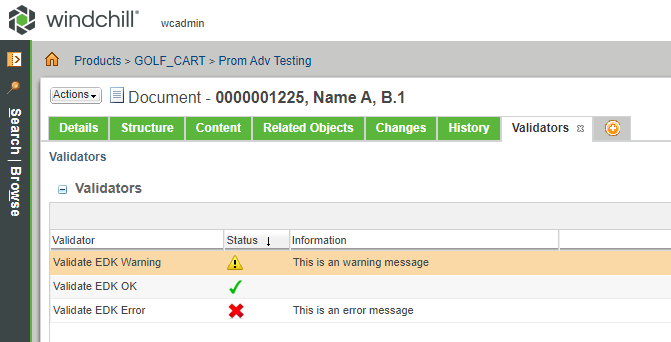 windchill®
wcadmin
Products > GOLF_CART > Prom Adv Testing
Search | Browse
Actions
Document - 0000001225, Name A, B.1
Details Structure Content Related Objects Changes History Validators
Validators
Validators
Validator Status Information
Validate EDK Warning This is an warning message
Validate EDK OK
Validate EDK Error This is an error message